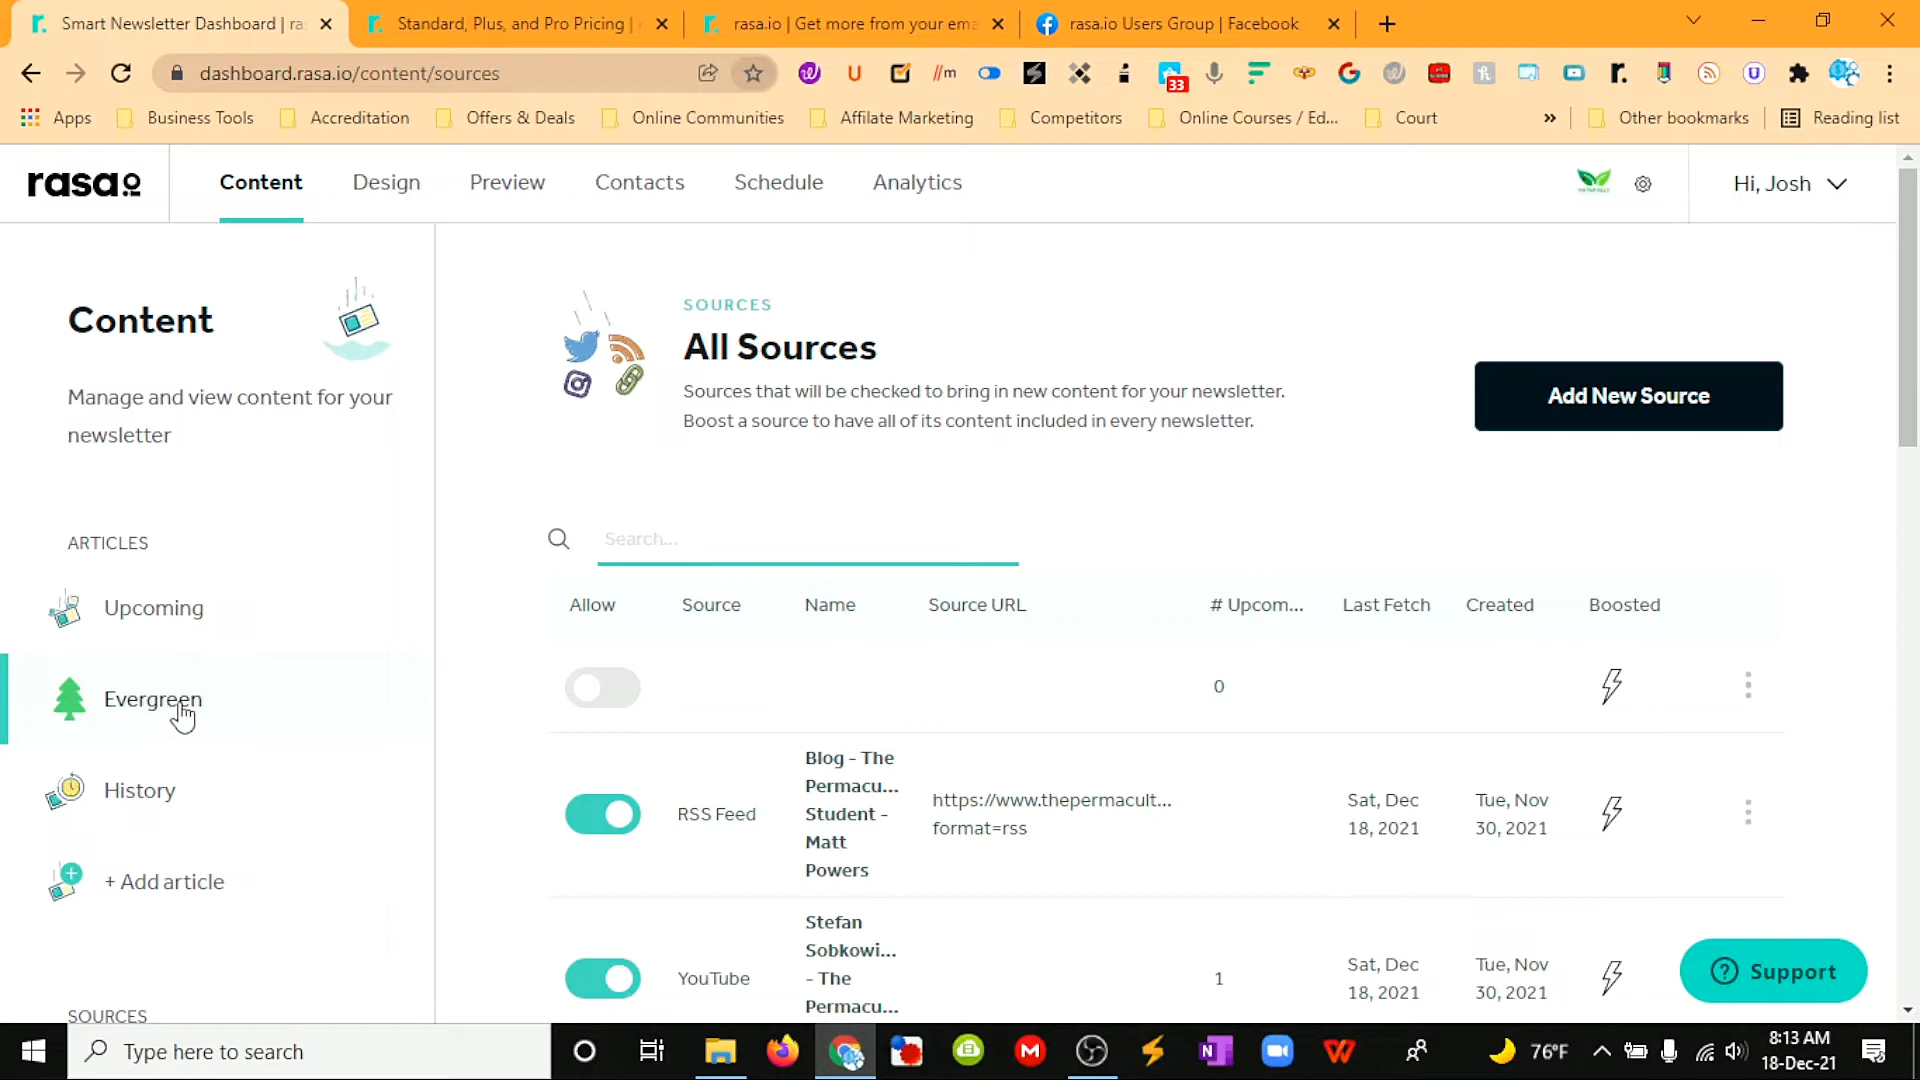 Smart Newsletter Dashboard | ra
Standard, Plus, and Pro Pricing |
rasa.io | Get more from your ema
rasa.io Users Group | Facebook
dashboard.rasa.io/content/sources
33
Apps
Business Tools
Accreditation
Offers & Deals
Online Communities
Affilate Marketing
Competitors
Online Courses / Ed...
Court
Other bookmarks
Reading list
rasa.io
Content
Design
Preview
Contacts
Schedule
Analytics
Hi, Josh
Content
Manage and view content for your
newsletter
ARTICLES
Upcoming
Evergreen
History
+ Add article
SOURCES
SOURCES
All Sources
Sources that will be checked to bring in new content for your newsletter.
Boost a source to have all of its content included in every newsletter.
Add New Source
Search...
Allow Source Name Source URL # Upcom... Last Fetch Created Boosted
0
RSS Feed
Blog - The
Permacu...
Student -
Matt
Powers
https://www.thepermacult...
format=rss
Sat, Dec
18, 2021
Tue, Nov
30, 2021
YouTube
Stefan
Sobkowi...
- The
Permacu...
1
Sat, Dec
18, 2021
Tue, Nov
30, 2021
Support
Type here to search
76°F
8:13 AM
18-Dec-21